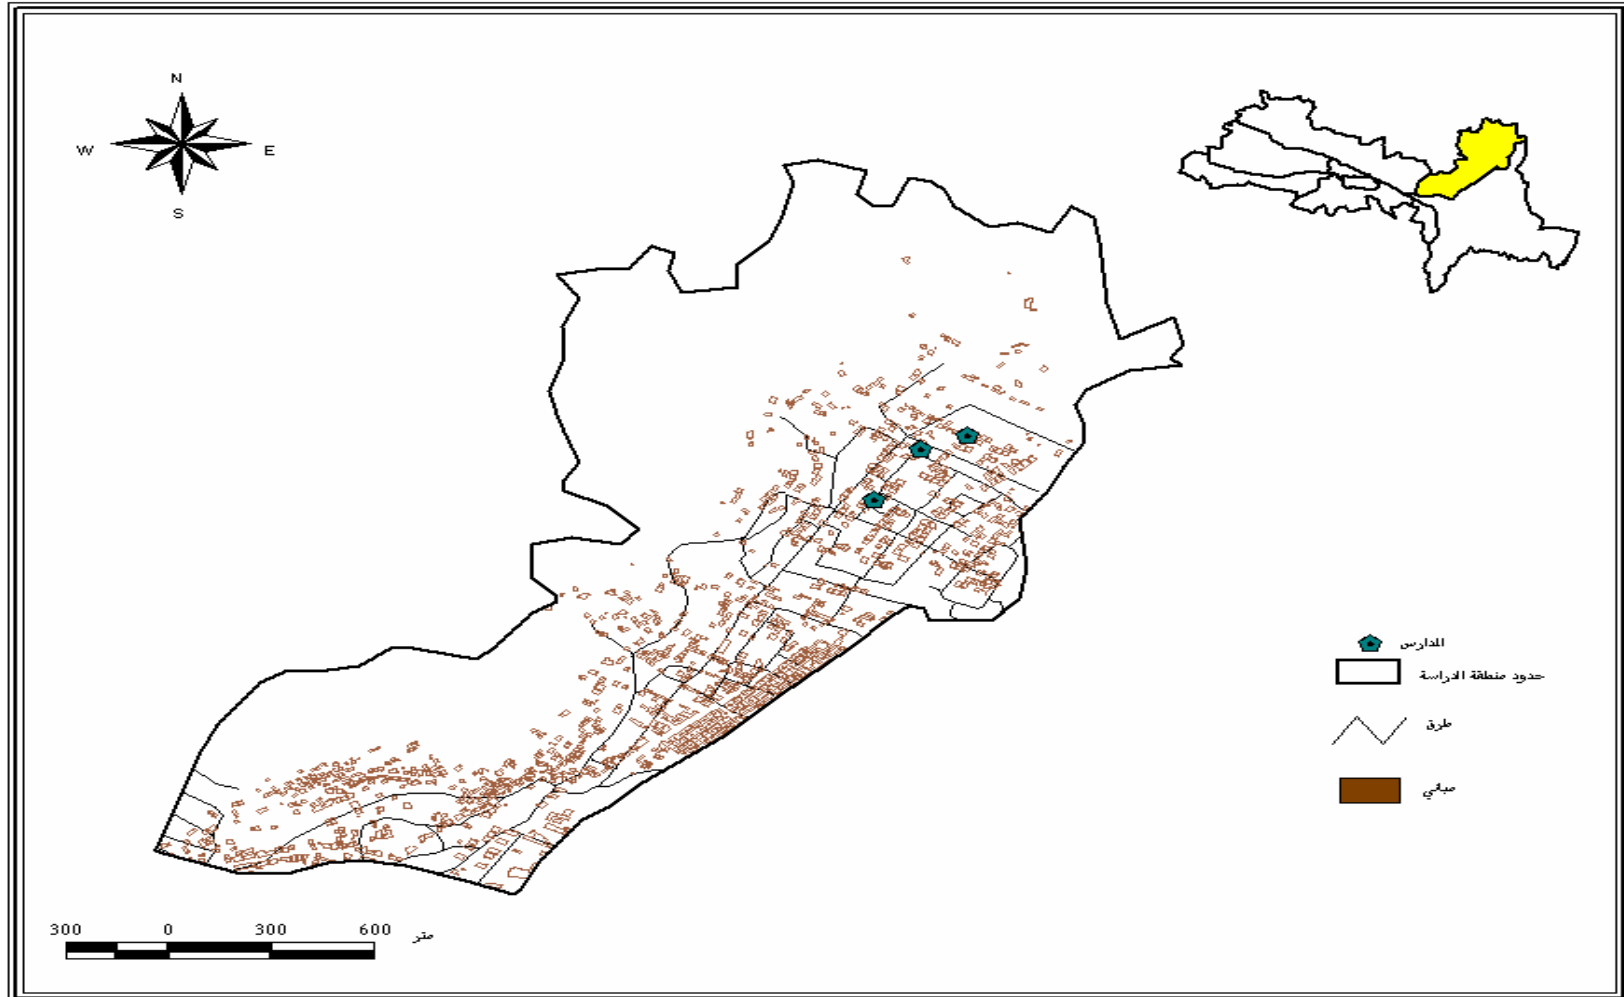 N
W E
S
المدارس
حدود منطقة الدراسة
طرق
مباني
300 0 300 600 متر